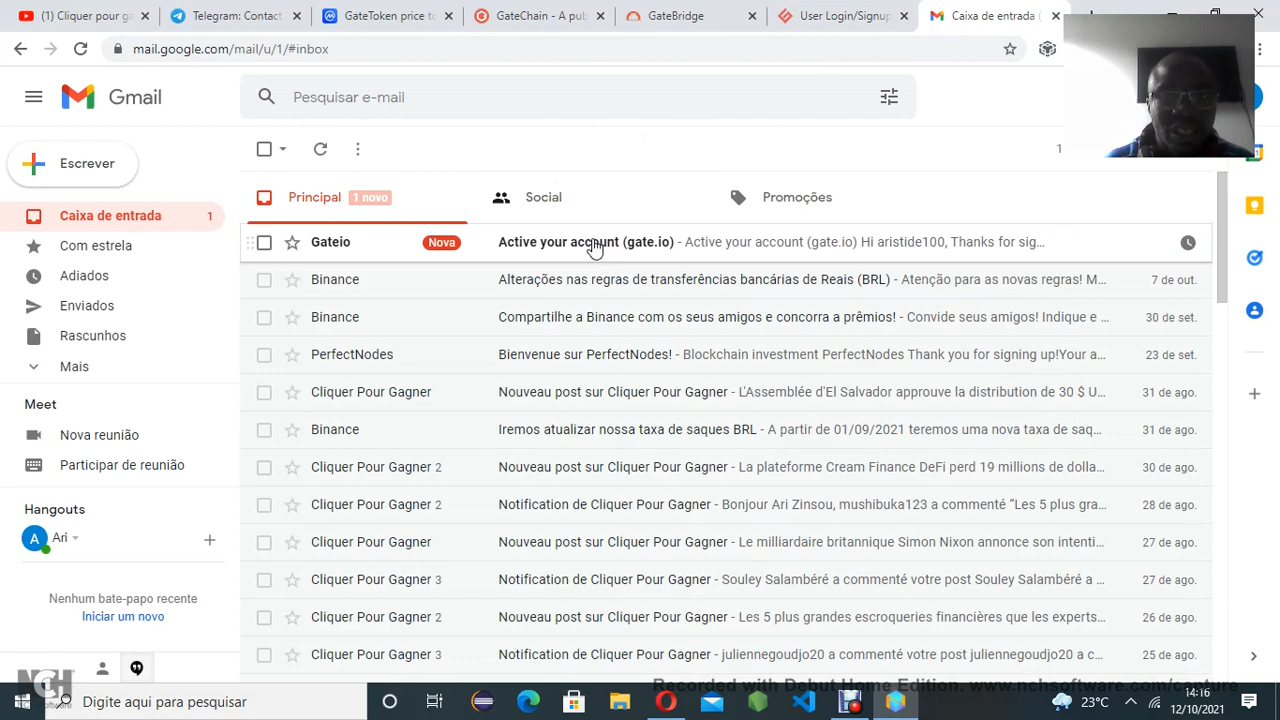 (1) Cliquer pour ga
Telegram: Contact
GateToken price to
GateChain - A pub
GateBridge
User Login/Signup
Caixa de entrada (
mail.google.com/mail/u/1/#inbox
Gmail
Pesquisar e-mail
Escrever
1
Principal
1 novo
Social
Promoções
Caixa de entrada 1
Com estrela
Adiados
Enviados
Rascunhos
Mais
Meet
Nova reunião
Participar de reunião
Hangouts
A Ari
Nenhum bate-papo recente
Iniciar um novo
Gateio Nova Active your account (gate.io) - Active your account (gate.io) Hi aristide100, Thanks for sig...
Binance Alterações nas regras de transferências bancárias de Reais (BRL) - Atenção para as novas regras! M... 7 de out.
Binance Compartilhe a Binance com os seus amigos e concorra a prêmios! - Convide seus amigos! Indique e ... 30 de set.
PerfectNodes Bienvenue sur PerfectNodes! - Blockchain investment PerfectNodes Thank you for signing up!Your a... 23 de set.
Cliquer Pour Gagner Nouveau post sur Cliquer Pour Gagner - L'Assemblée d'El Salvador approuve la distribution de 30 $ U... 31 de ago.
Binance Iremos atualizar nossa taxa de saques BRL - A partir de 01/09/2021 teremos uma nova taxa de saq... 31 de ago.
Cliquer Pour Gagner 2 Nouveau post sur Cliquer Pour Gagner - La plateforme Cream Finance DeFi perd 19 millions de dolla... 30 de ago.
Cliquer Pour Gagner 2 Notification de Cliquer Pour Gagner - Bonjour Ari Zinsou, mushibuka123 a commenté “Les 5 plus gra... 28 de ago.
Cliquer Pour Gagner Nouveau post sur Cliquer Pour Gagner - Le milliardaire britannique Simon Nixon annonce son intenti... 27 de ago.
Cliquer Pour Gagner 3 Notification de Cliquer Pour Gagner - Souley Salambéré a commenté votre post Souley Salambéré a ... 27 de ago.
Cliquer Pour Gagner 2 Nouveau post sur Cliquer Pour Gagner - Les 5 plus grandes escroqueries financières que les experts... 26 de ago.
Cliquer Pour Gagner 3 Notification de Cliquer Pour Gagner - juliennegoudjo20 a commenté votre post juliennegoudjo20 a c... 25 de ago.
NCH
Recorded with Debut Home Edition. www.nchsoftware.com/capture
Digite aqui para pesquisar
23°C
14:16
12/10/2021